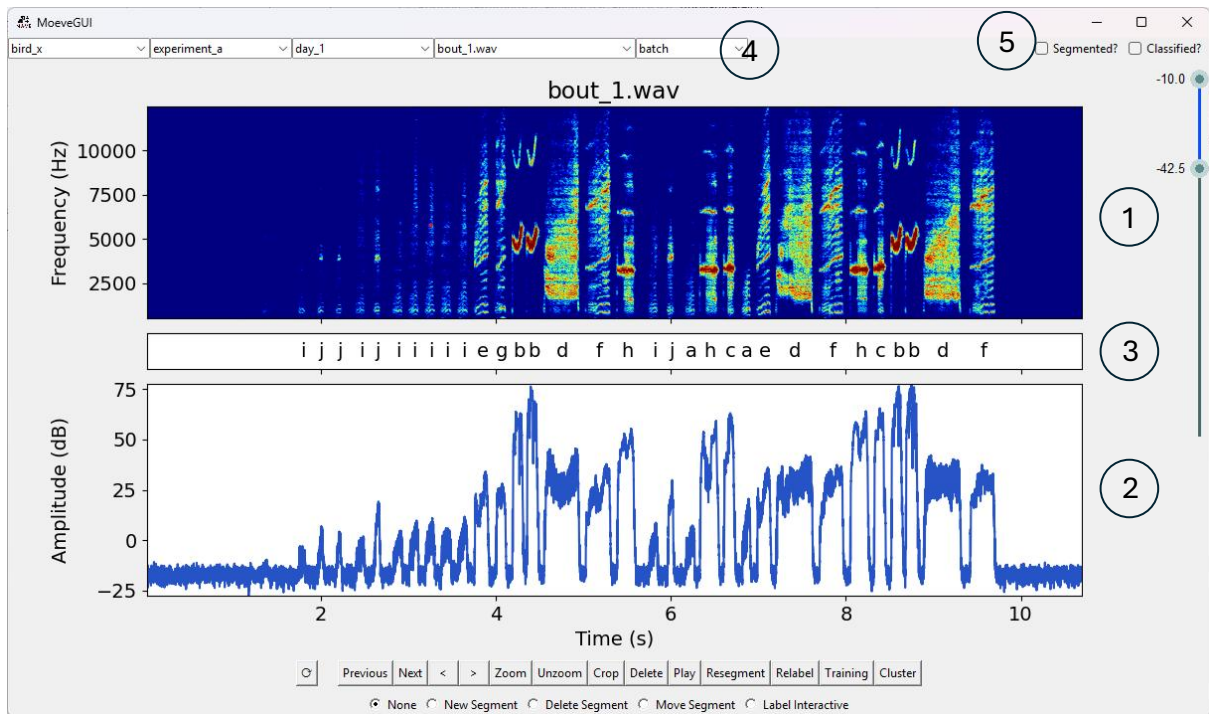 MoeveGUI
bird_x experiment_a day_1 bout_1.wav batch 4 5 Segmented? Classified?
-10.0
bout_1.wav
10000
7500
5000
2500
Frequency (Hz)
-42.5
1
i j j i j i i i i i e g b b d f h i j a h c a e d f h c b b d f
3
75
50
25
0
−25
Amplitude (dB)
2
2 4 6 8 10
Time (s)
Previous Next < > Zoom Unzoom Crop Delete Play Resegment Relabel Training Cluster
None New Segment Delete Segment Move Segment Label Interactive